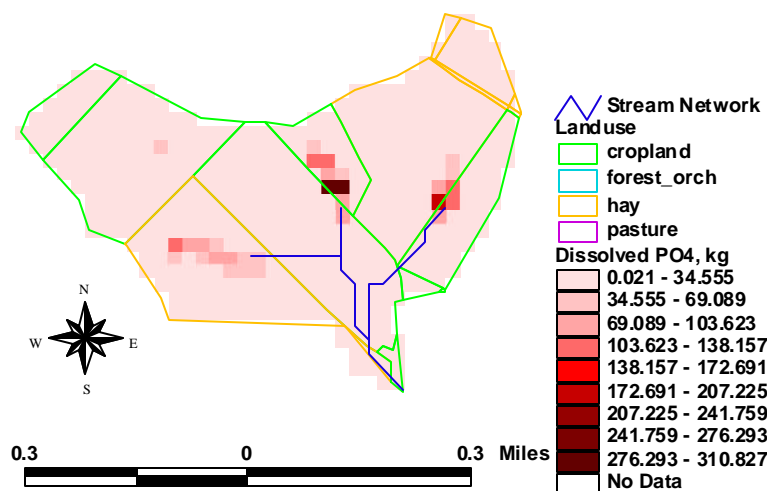 Stream Network
Landuse
cropland
forest_orch
hay
pasture
Dissolved PO4, kg
0.021 - 34.555
34.555 - 69.089
69.089 - 103.623
103.623 - 138.157
138.157 - 172.691
172.691 - 207.225
207.225 - 241.759
241.759 - 276.293
276.293 - 310.827
No Data
N
W E
S
0.3 0 0.3 Miles